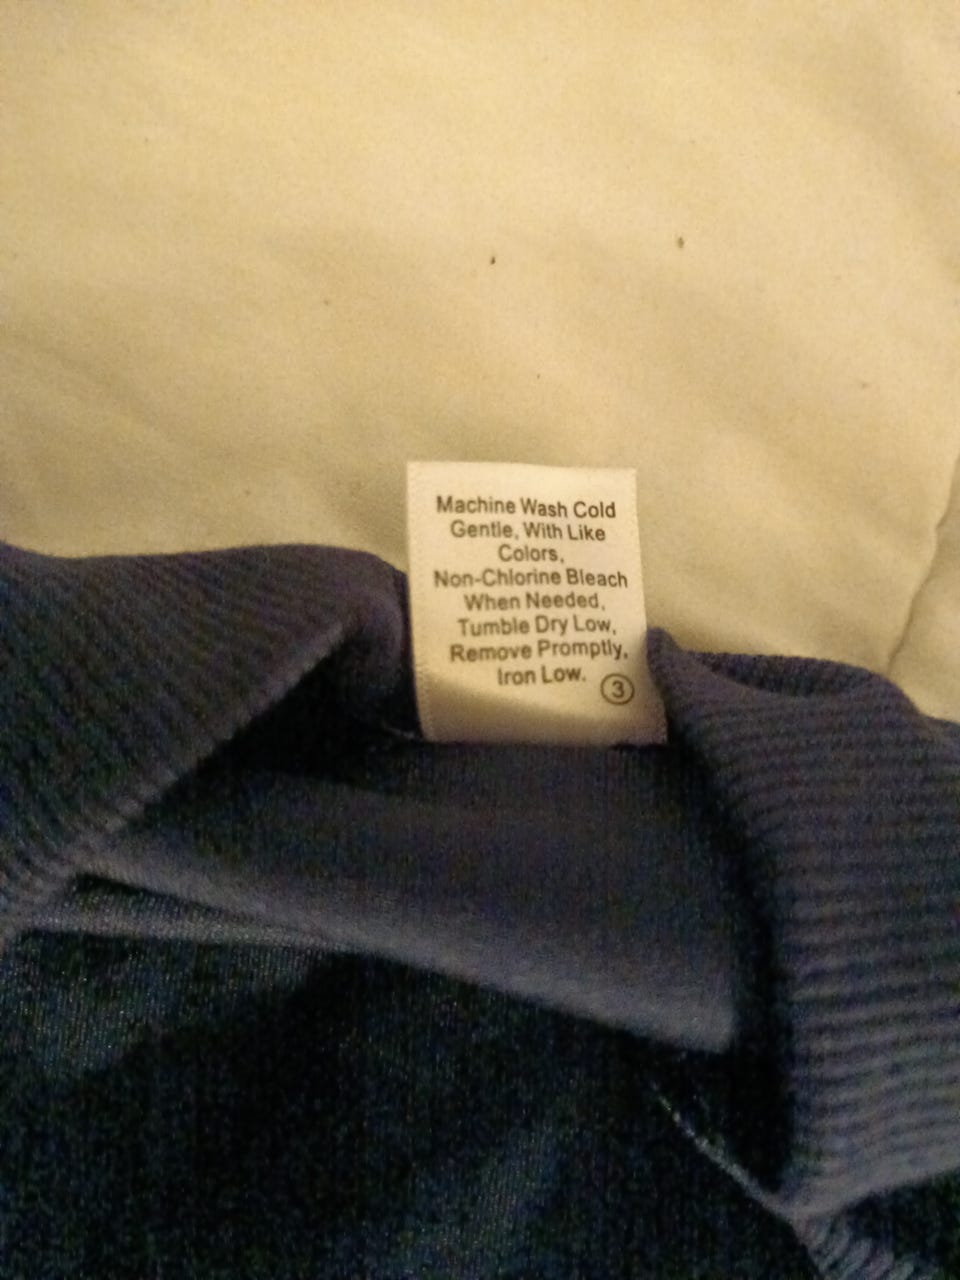 Machine Wash Cold
Gentle, With Like
Colors,
Non-Chlorine Bleach
When Needed,
Tumble Dry Low,
Remove Promptly,
Iron Low.
3